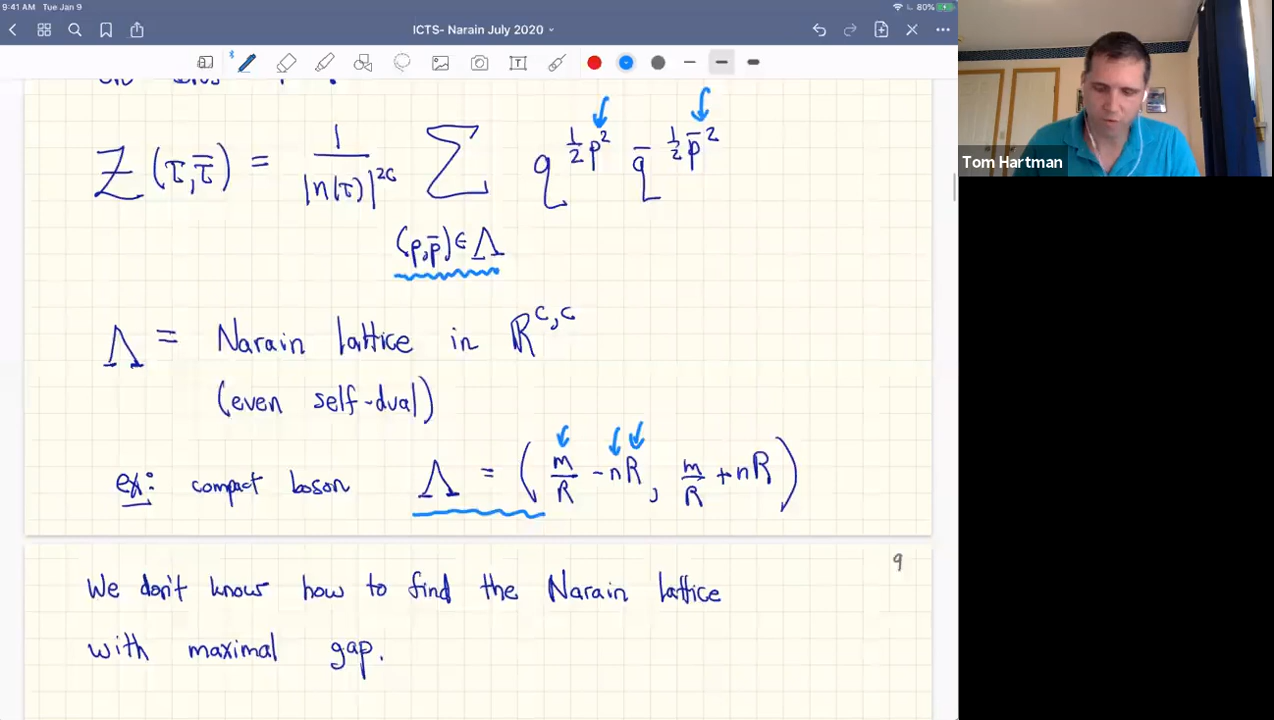 9:41 AM Tue Jan 9
80%
ICTS- Narain July 2020
Z (τ,τ̄) = 1/|η(τ)|^{2c} Σ q^{½p²} q̄^{½p̄²}
(p,p̄) ∈ Λ
Λ = Narain lattice in ℝ^{c,c}
(even self-dual)
ex: compact boson Λ = (m/R - nR, m/R + nR)
9
We don't know how to find the Narain lattice
with maximal gap.
Tom Hartman